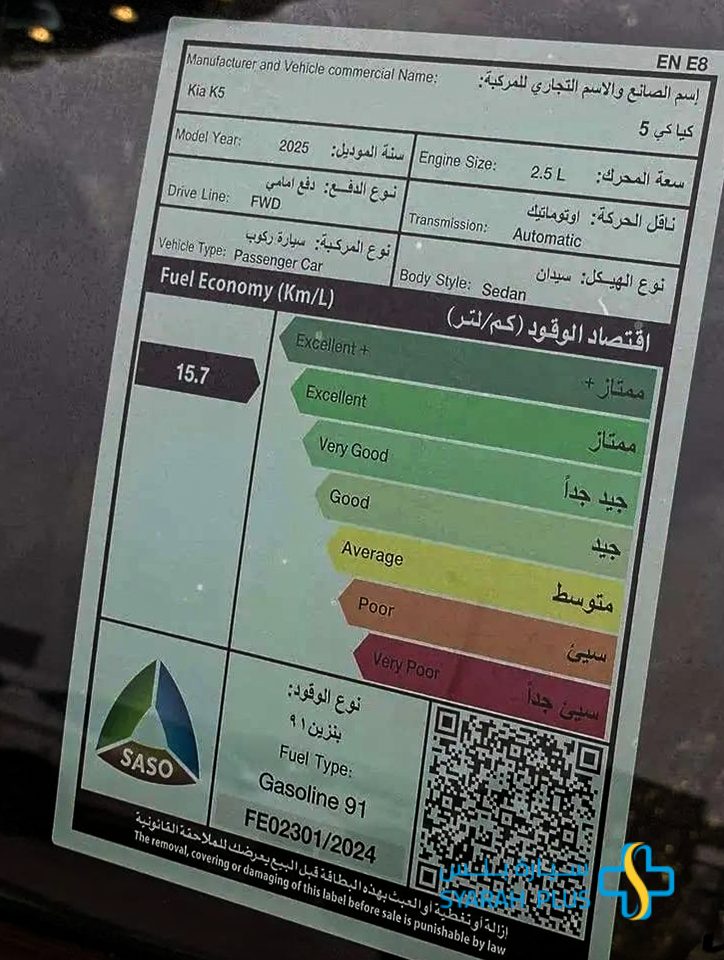 EN E8
Manufacturer and Vehicle commercial Name:
إسم الصانع والاسم التجاري للمركبة:
Kia K5
كيا كي 5
Model Year: 2025 سنة الموديل:
Engine Size: 2.5 L سعة المحرك:
Drive Line: دفع امامي نوع الدفـــع:
FWD
Transmission: اوتوماتيك ناقل الحركة:
Automatic
Vehicle Type: سيارة ركوب نوع المركـبة:
Passenger Car
Body Style: سيدان نوع الهيـكل:
Sedan
Fuel Economy (Km/L)
اقتصاد الوقود (كم/لتر)
15.7
Excellent + ممتاز +
Excellent ممتاز
Very Good جيد جداً
Good جيد
Average متوسط
Poor سيئ
Very Poor سيئ جداً
SASO
نوع الوقود:
بنزين ٩١
Fuel Type:
Gasoline 91
FE02301/2024
إزالة أو تغطية أو العبث بهذه البطاقة قبل البيع يعرضك للملاحقة القانونية
The removal, covering or damaging of this label before sale is punishable by law
سيارة بلس
SYARAH PLUS